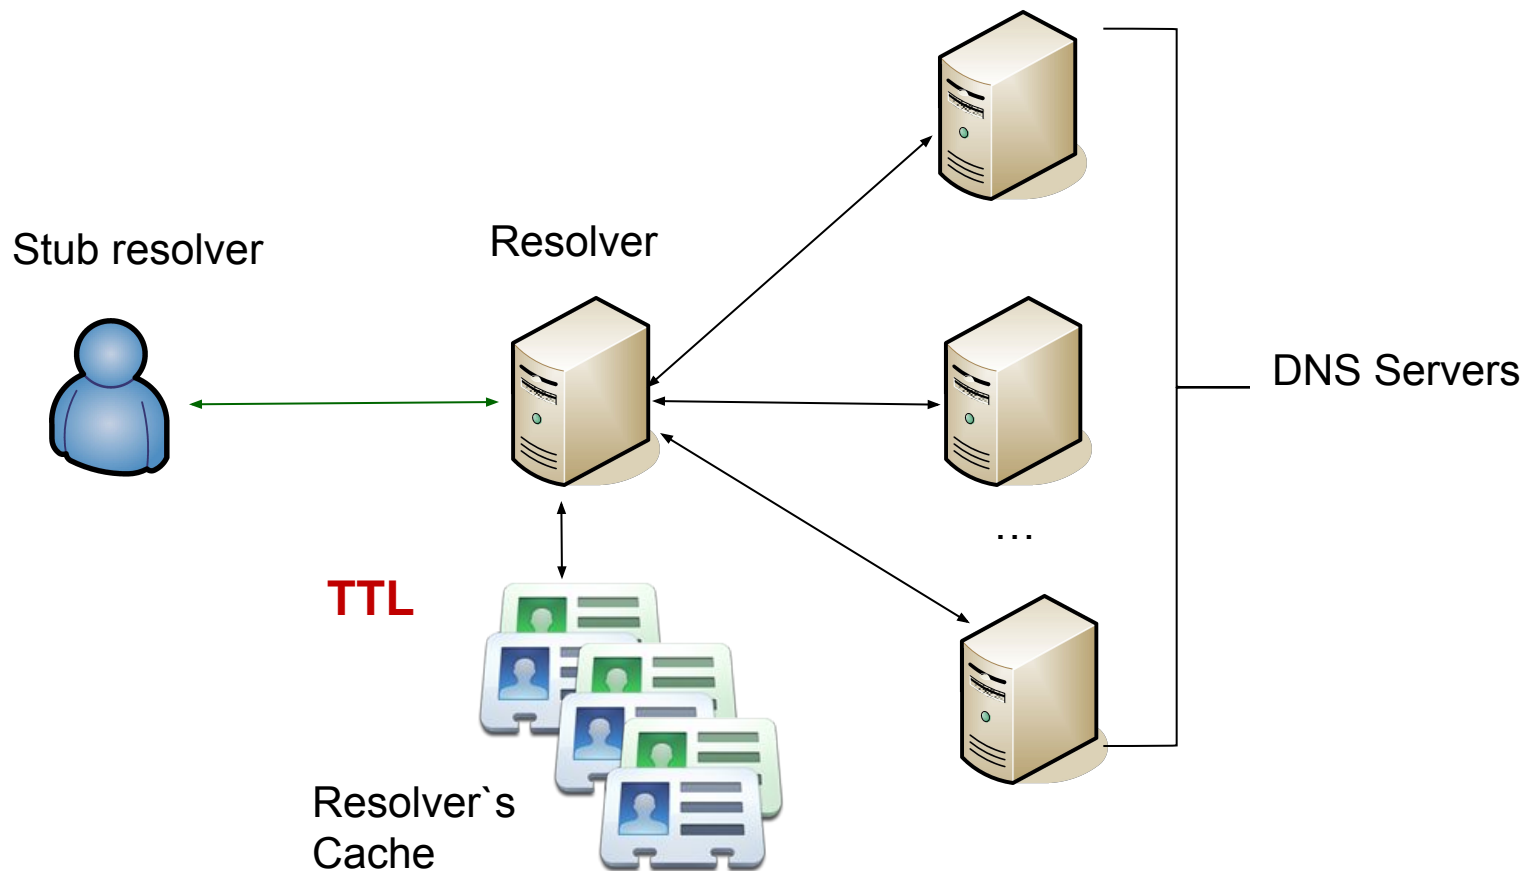 Stub resolver
Resolver
DNS Servers
...
TTL
Resolver`s
Cache